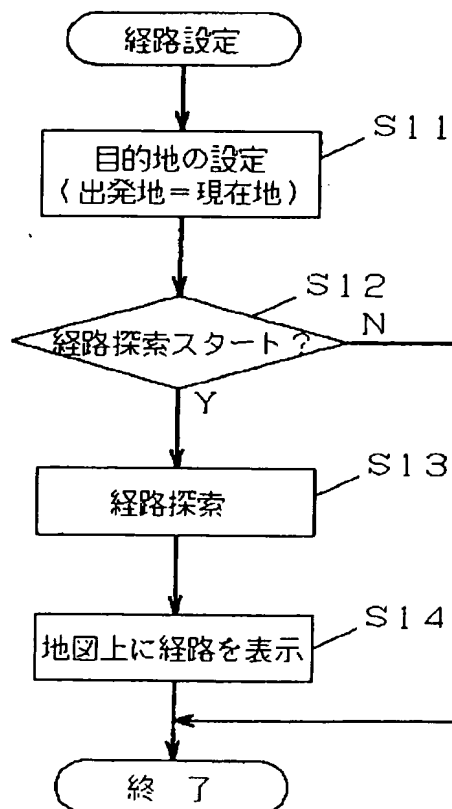 経路設定
S11
目的地の設定
(出発地=現在地)
S12
経路探索スタート?
N
Y
S13
経路探索
S14
地図上に経路を表示
終 了